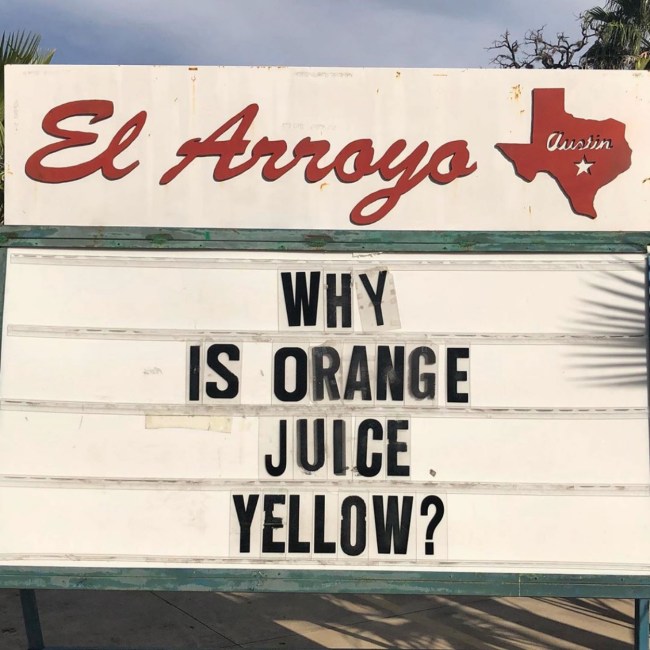 El Arroyo
Austin
WHY
IS ORANGE
JUICE
YELLOW?